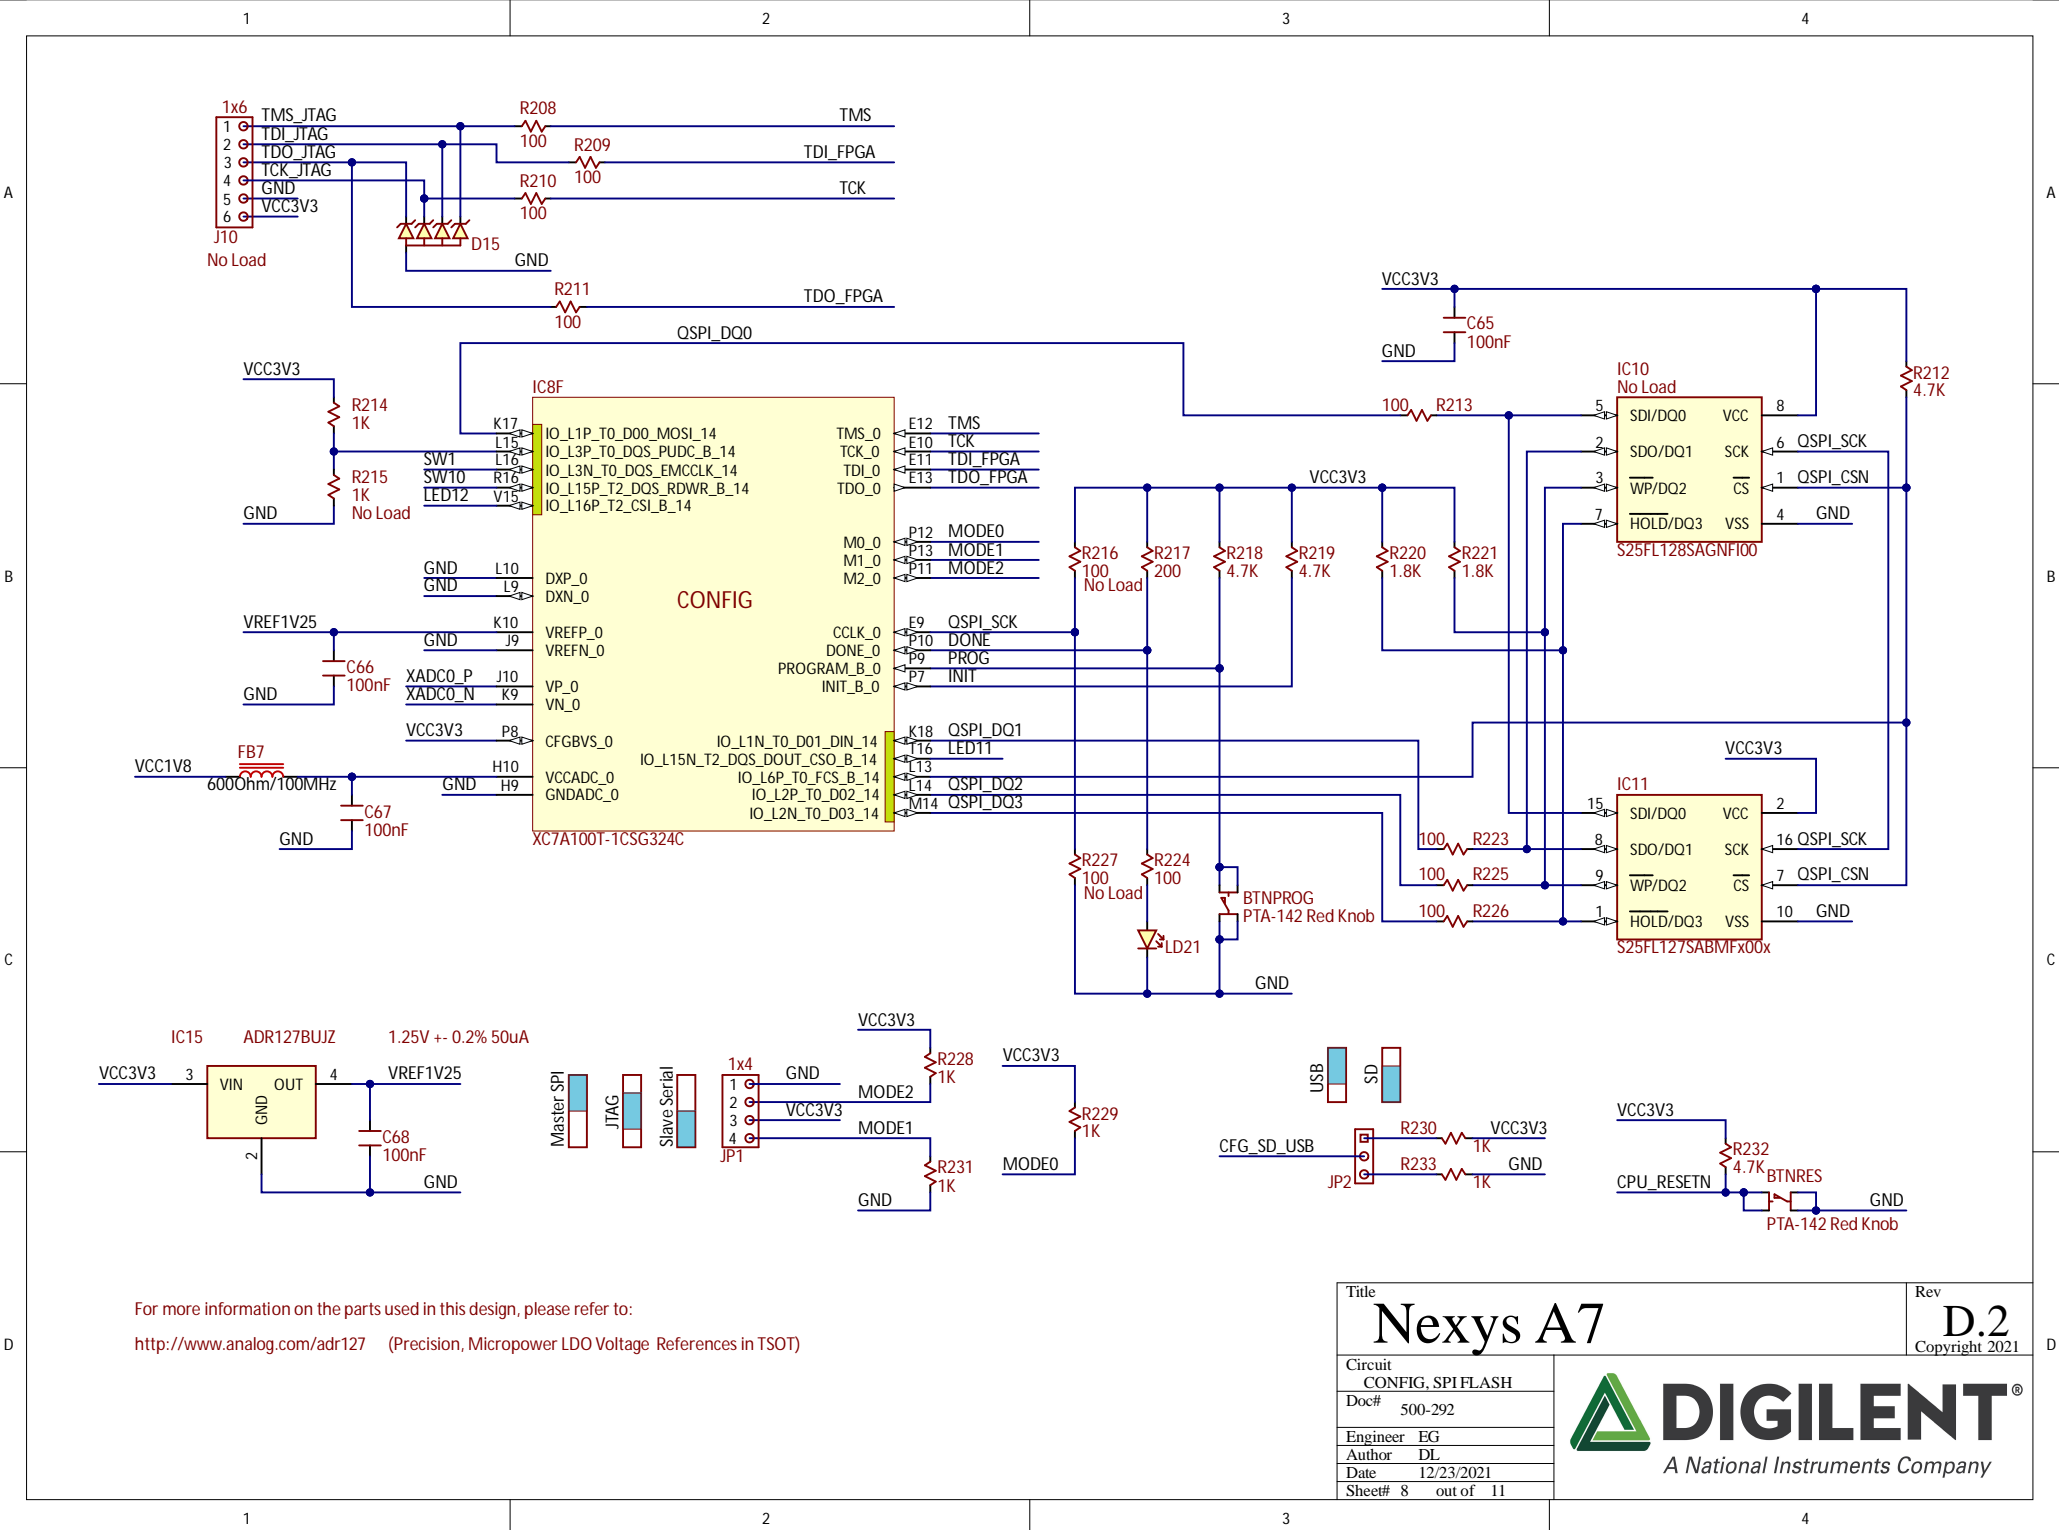 1 2 3 4
A A
B B
C C
D D
1 2 3 4
1x6
1 TMS_JTAG
2 TDI_JTAG
3 TDO_JTAG
4 TCK_JTAG
5 GND
6 VCC3V3
J10
No Load
R208
100
TMS
R209
100
TDI_FPGA
R210
100
TCK
D15
GND
R211
100
TDO_FPGA
QSPI_DQ0
VCC3V3
R214
1K
R215
1K
No Load
GND
IC8F
K17 IO_L1P_T0_D00_MOSI_14
L15 IO_L3P_T0_DQS_PUDC_B_14
SW1 L16 IO_L3N_T0_DQS_EMCCLK_14
SW10 R16 IO_L15P_T2_DQS_RDWR_B_14
LED12 V15 IO_L16P_T2_CSI_B_14
GND L10 DXP_0
GND L9 DXN_0
CONFIG
VREF1V25 K10 VREFP_0
GND J9 VREFN_0
C66
100nF
GND
XADC0_P J10 VP_0
XADC0_N K9 VN_0
VCC3V3 P8 CFGBVS_0
FB7
VCC1V8
600Ohm/100MHz
H10 VCCADC_0
GND H9 GNDADC_0
C67
100nF
GND
XC7A100T-1CSG324C
TMS_0 E12 TMS
TCK_0 E10 TCK
TDI_0 E11 TDI_FPGA
TDO_0 E13 TDO_FPGA
M0_0 P12 MODE0
M1_0 P13 MODE1
M2_0 P11 MODE2
CCLK_0 E9 QSPI_SCK
DONE_0 P10 DONE
PROGRAM_B_0 P9 PROG
INIT_B_0 P7 INIT
IO_L1N_T0_D01_DIN_14 K18 QSPI_DQ1
IO_L15N_T2_DQS_DOUT_CSO_B_14 T16 LED11
IO_L6P_T0_FCS_B_14 L13
IO_L2P_T0_D02_14 L14 QSPI_DQ2
IO_L2N_T0_D03_14 M14 QSPI_DQ3
VCC3V3
R216
100
No Load
R217
200
R218
4.7K
R219
4.7K
R220
1.8K
R221
1.8K
R227
100
No Load
R224
100
LD21
BTNPROG
PTA-142 Red Knob
GND
VCC3V3
C65
100nF
GND
R212
4.7K
100 R213
IC10
No Load
5 SDI/DQ0 VCC 8
2 SDO/DQ1 SCK 6 QSPI_SCK
3 WP/DQ2 CS 1 QSPI_CSN
7 HOLD/DQ3 VSS 4 GND
S25FL128SAGNFI00
VCC3V3
IC11
15 SDI/DQ0 VCC 2
100 R223 8 SDO/DQ1 SCK 16 QSPI_SCK
100 R225 9 WP/DQ2 CS 7 QSPI_CSN
100 R226 1 HOLD/DQ3 VSS 10 GND
S25FL127SABMFx00x
IC15 ADR127BUJZ 1.25V +- 0.2% 50uA
VCC3V3 3 VIN OUT 4 VREF1V25
GND
2
C68
100nF
GND
Master SPI
JTAG
Slave Serial
1x4
1 GND
2 MODE2
3 VCC3V3
4 MODE1
JP1
VCC3V3
R228
1K
R231
1K
GND
VCC3V3
R229
1K
MODE0
USB
SD
CFG_SD_USB
JP2
R230 1K VCC3V3
R233 1K GND
VCC3V3
R232
4.7K
CPU_RESETN
BTNRES
GND
PTA-142 Red Knob
For more information on the parts used in this design, please refer to:
http://www.analog.com/adr127 (Precision, Micropower LDO Voltage References in TSOT)
Title
Nexys A7
Rev
D.2
Copyright 2021
Circuit
CONFIG, SPI FLASH
Doc# 500-292
Engineer EG
Author DL
Date 12/23/2021
Sheet# 8 out of 11
DIGILENT®
A National Instruments Company